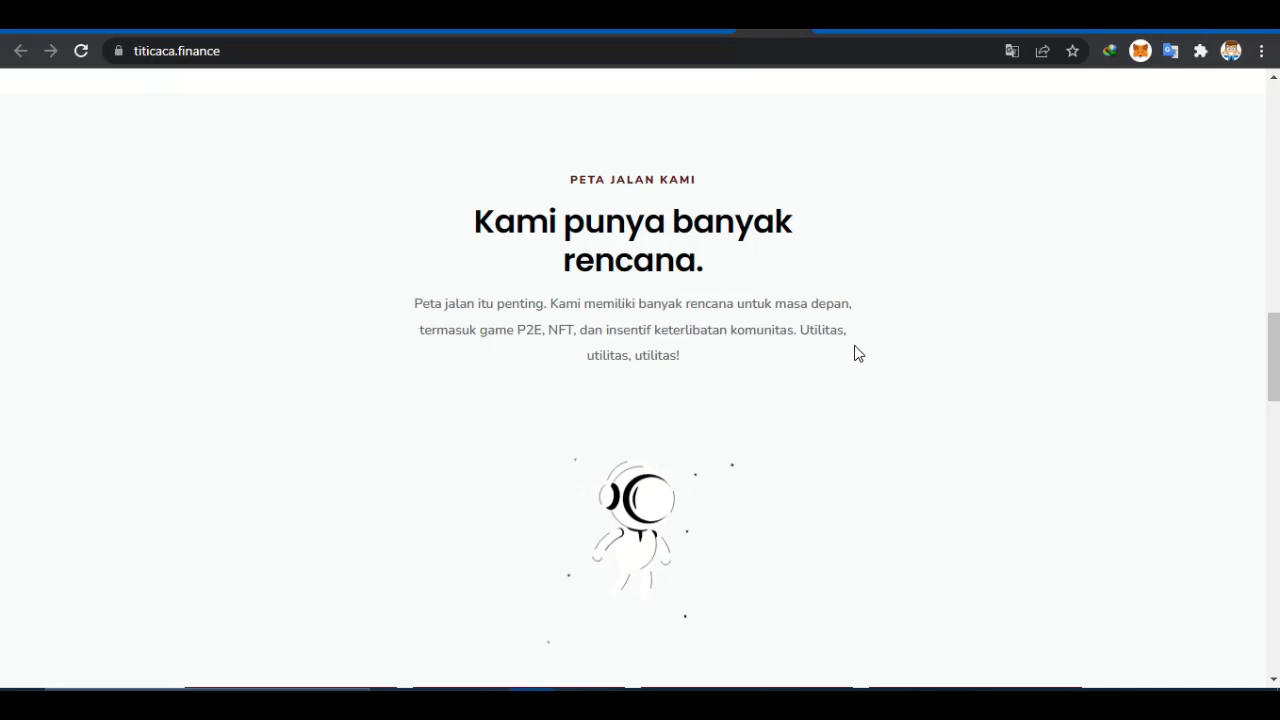 titicaca.finance
PETA JALAN KAMI
Kami punya banyak
rencana.
Peta jalan itu penting. Kami memiliki banyak rencana untuk masa depan,
termasuk game P2E, NFT, dan insentif keterlibatan komunitas. Utilitas,
utilitas, utilitas!